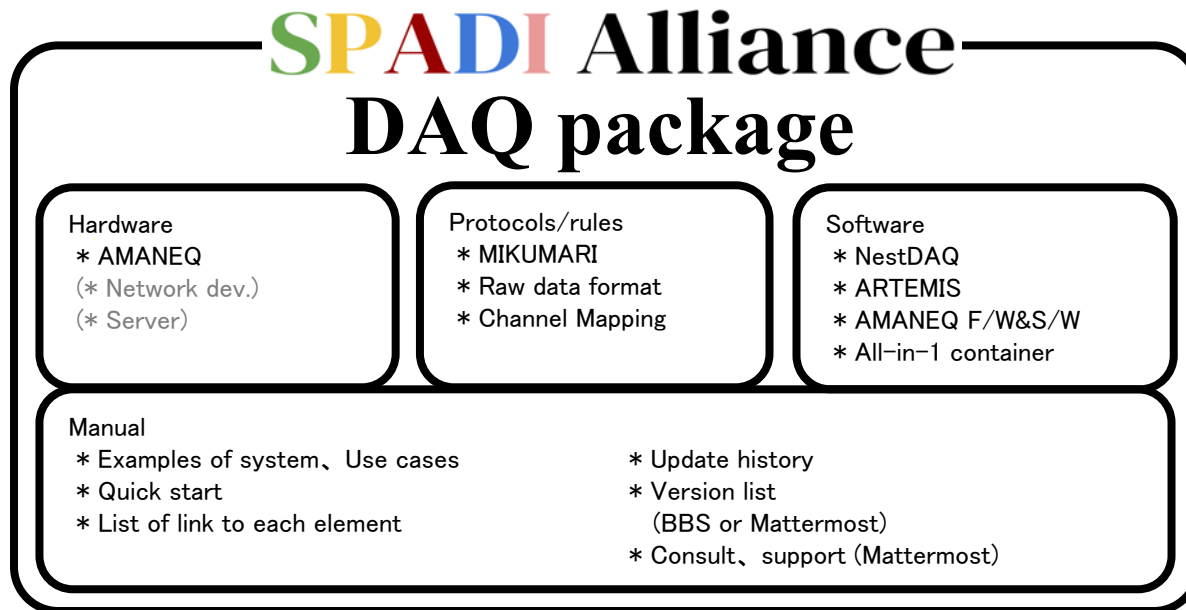 SPADI Alliance
DAQ package
Hardware
* AMANEQ
(* Network dev.)
(* Server)
Protocols/rules
* MIKUMARI
* Raw data format
* Channel Mapping
Software
* NestDAQ
* ARTEMIS
* AMANEQ F/W&S/W
* All-in-1 container
Manual
* Examples of system、Use cases
* Quick start
* List of link to each element
* Update history
* Version list
(BBS or Mattermost)
* Consult、support (Mattermost)